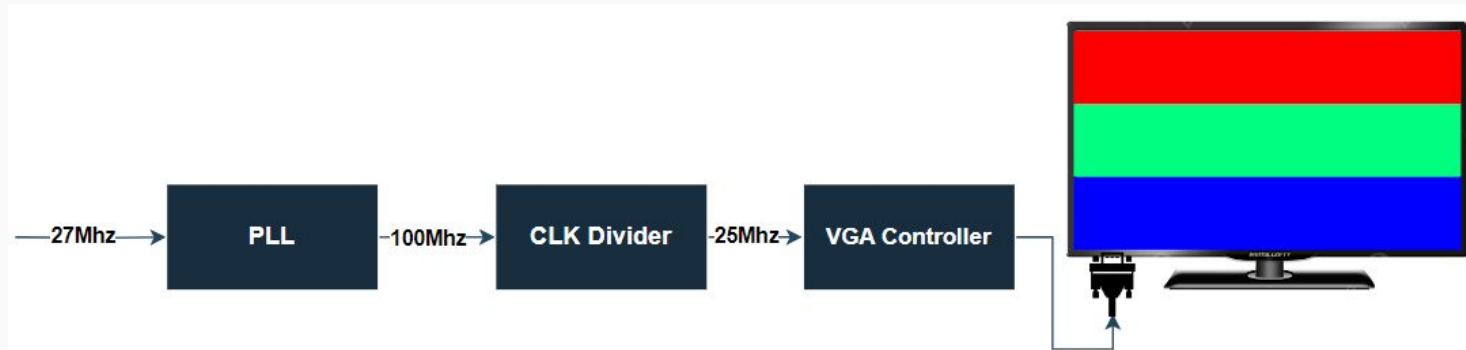 27Mhz
PLL
100Mhz
CLK Divider
25Mhz
VGA Controller